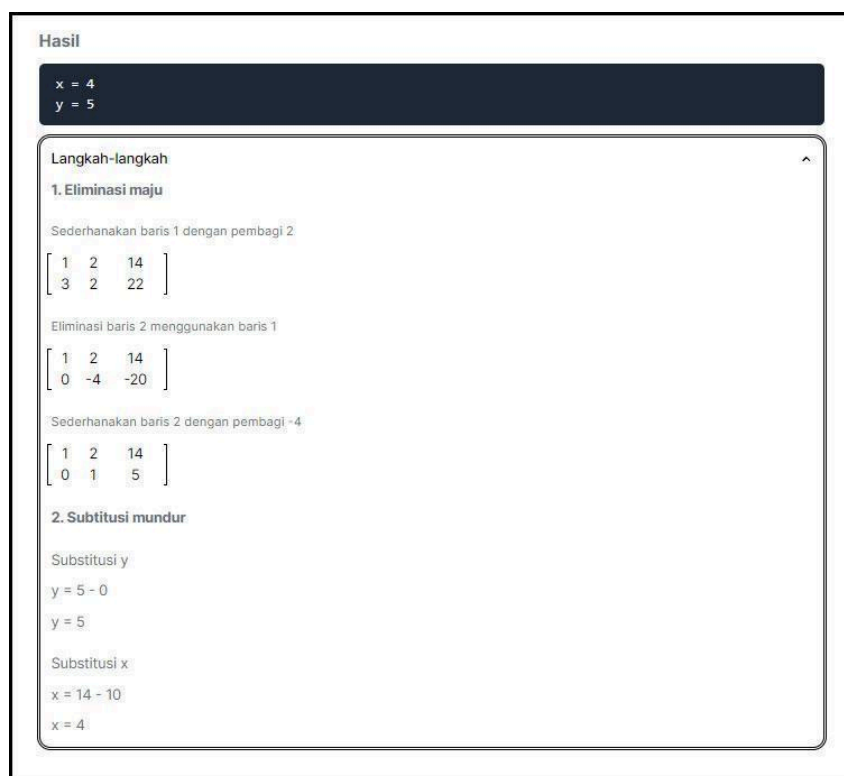 Hasil
x = 4
y = 5
Langkah-langkah
1. Eliminasi maju
Sederhanakan baris 1 dengan pembagi 2
1 2 14
3 2 22
Eliminasi baris 2 menggunakan baris 1
1 2 14
0 -4 -20
Sederhanakan baris 2 dengan pembagi -4
1 2 14
0 1 5
2. Subtitusi mundur
Substitusi y
y = 5 - 0
y = 5
Substitusi x
x = 14 - 10
x = 4